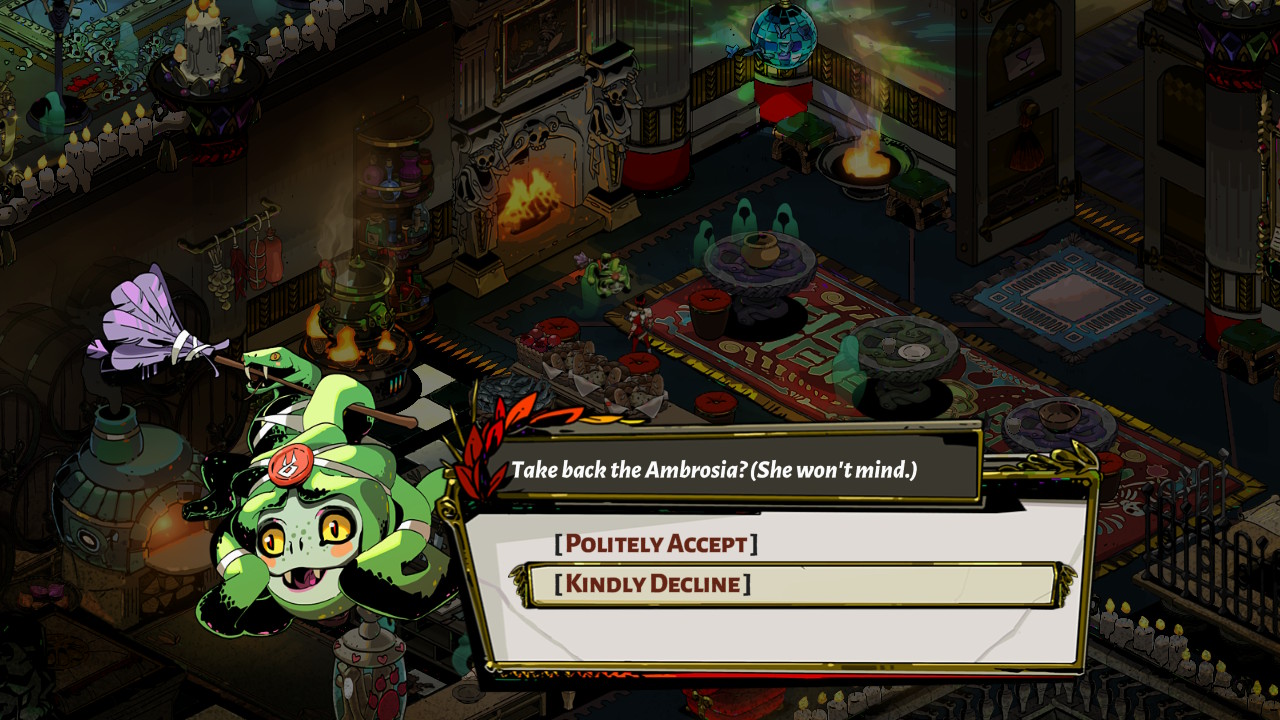 Take back the Ambrosia? (She won't mind.)
[Politely Accept]
[Kindly Decline]